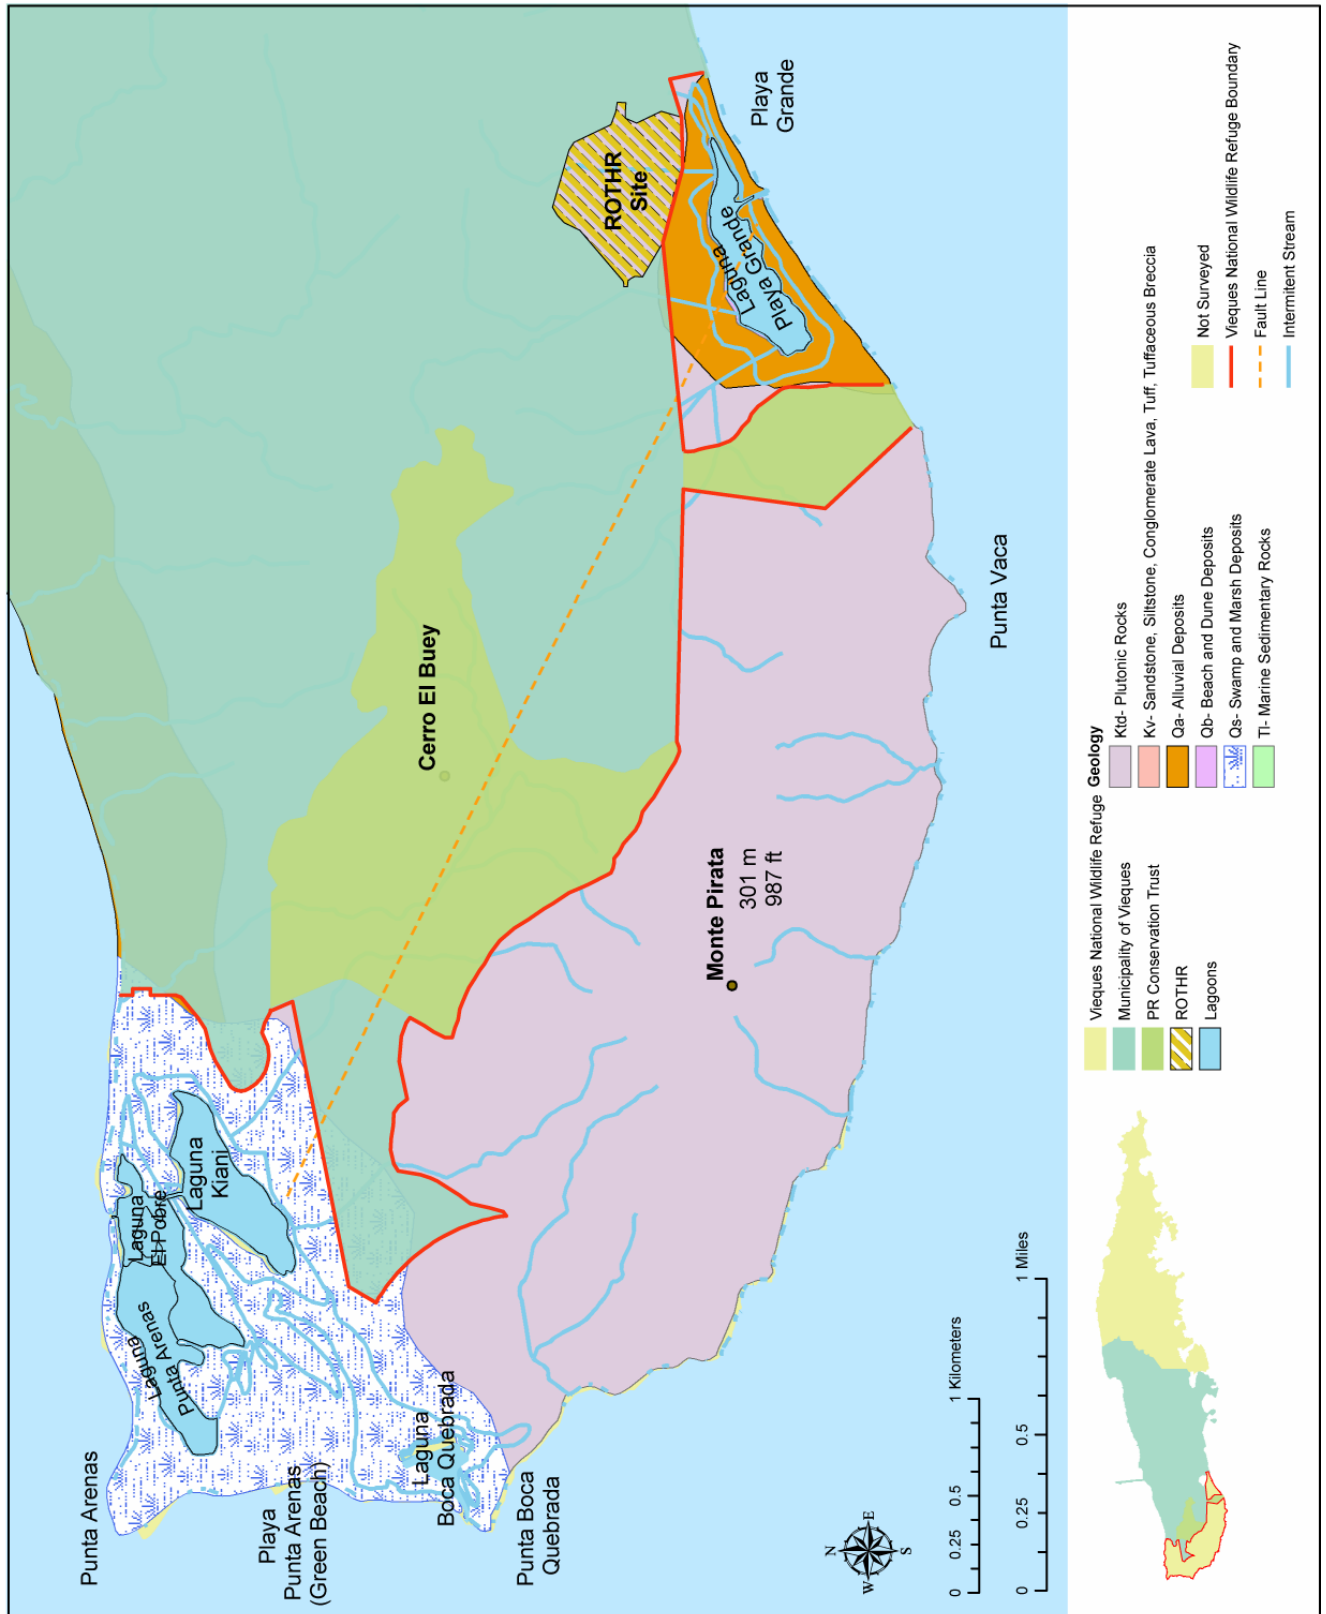 Punta Arenas
Laguna
Punta Arenas
Laguna
El Pobre
Laguna
Kiani
Playa
Punta Arenas
(Green Beach)
Laguna
Boca Quebrada
Punta Boca
Quebrada
Cerro El Buey
Monte Pirata
301 m
987 ft
ROTHR
Site
Laguna
Playa Grande
Playa
Grande
Punta Vaca
N
W
E
S
0
0.25
0.5
1 Kilometers
0
0.25
0.5
1 Miles
Vieques National Wildlife Refuge
Municipality of Vieques
PR Conservation Trust
ROTHR
Lagoons
Geology
Ktd- Plutonic Rocks
Kv- Sandstone, Siltstone, Conglomerate Lava, Tuff, Tuffaceous Breccia
Qa- Alluvial Deposits
Qb- Beach and Dune Deposits
Qs- Swamp and Marsh Deposits
Tl- Marine Sedimentary Rocks
Not Surveyed
Vieques National Wildlife Refuge Boundary
Fault Line
Intermitent Stream